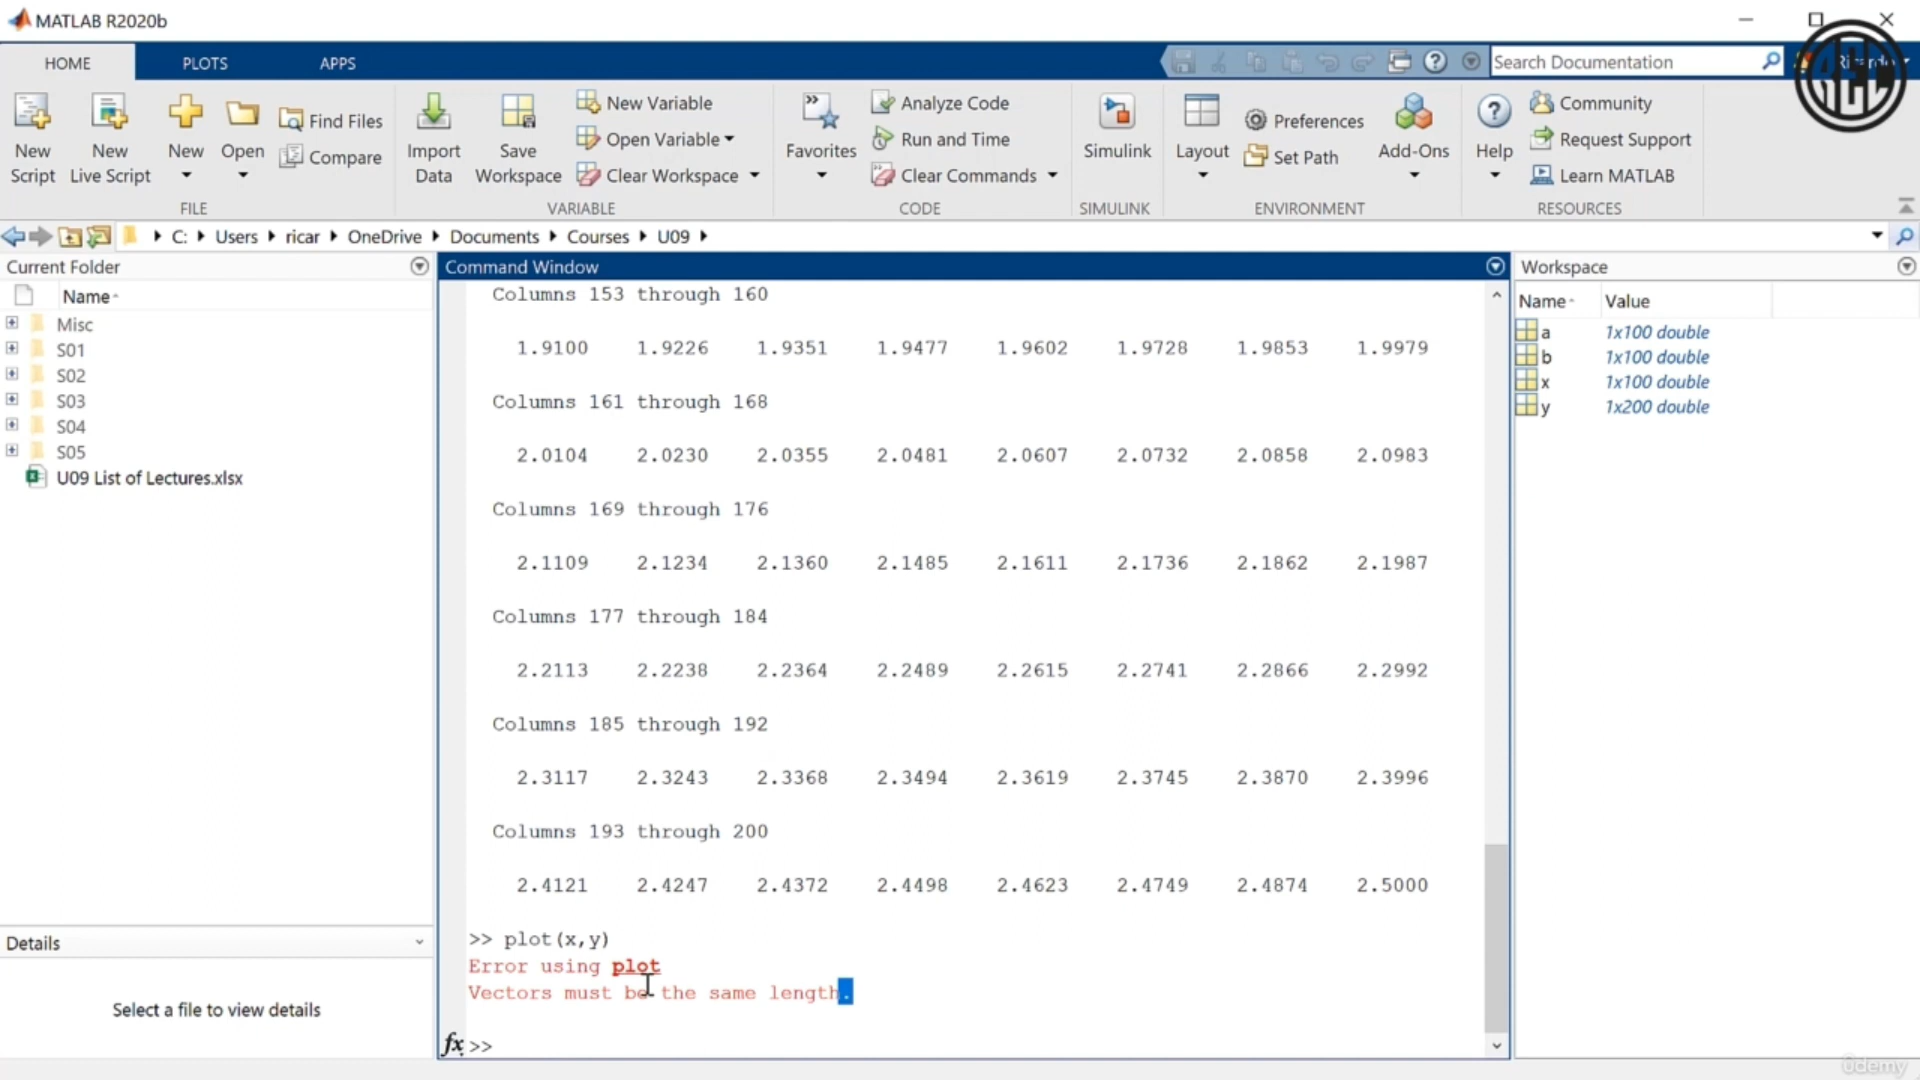 MATLAB R2020b
HOME PLOTS APPS
Search Documentation
REC
New Script
New Live Script
New
Open
Find Files
Compare
FILE
Import Data
Save Workspace
New Variable
Open Variable
Clear Workspace
VARIABLE
Favorites
Analyze Code
Run and Time
Clear Commands
CODE
Simulink
SIMULINK
Layout
Preferences
Set Path
Add-Ons
ENVIRONMENT
Help
Community
Request Support
Learn MATLAB
RESOURCES
C: Users ricar OneDrive Documents Courses U09
Current Folder
Name
Misc
S01
S02
S03
S04
S05
U09 List of Lectures.xlsx
Details
Select a file to view details
Command Window
Columns 153 through 160
1.9100 1.9226 1.9351 1.9477 1.9602 1.9728 1.9853 1.9979
Columns 161 through 168
2.0104 2.0230 2.0355 2.0481 2.0607 2.0732 2.0858 2.0983
Columns 169 through 176
2.1109 2.1234 2.1360 2.1485 2.1611 2.1736 2.1862 2.1987
Columns 177 through 184
2.2113 2.2238 2.2364 2.2489 2.2615 2.2741 2.2866 2.2992
Columns 185 through 192
2.3117 2.3243 2.3368 2.3494 2.3619 2.3745 2.3870 2.3996
Columns 193 through 200
2.4121 2.4247 2.4372 2.4498 2.4623 2.4749 2.4874 2.5000
>> plot(x,y)
Error using plot
Vectors must be the same length.
fx >>
Workspace
Name Value
a 1x100 double
b 1x100 double
x 1x100 double
y 1x200 double
ûdemy